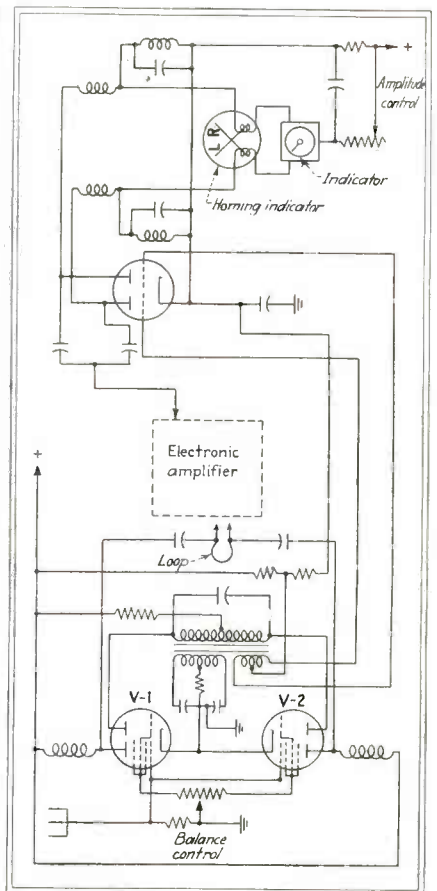 +
Amplitude
control
R
L
Indicator
Homing indicator
+
Electronic
amplifier
Loop
V-1
V-2
Balance
control